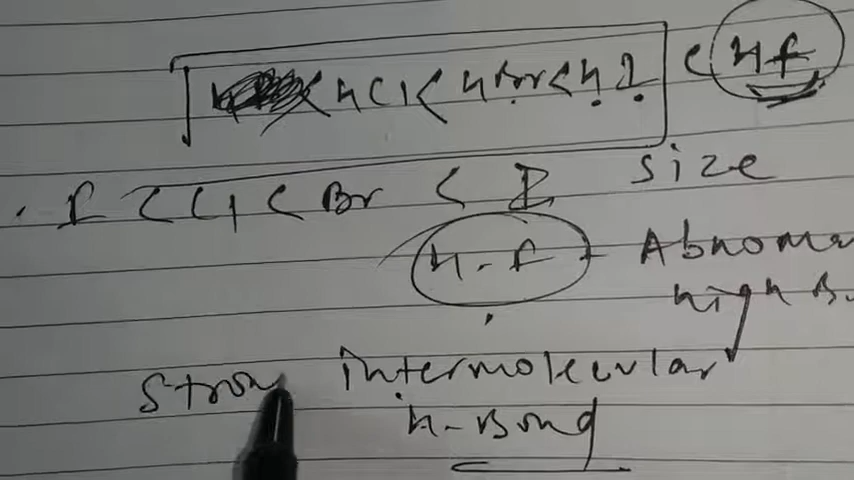 < HCl < HBr < HI < HF
F < Cl < Br < I size
H-F Abnorma
high B.
Strong intermolecular
H-Bond